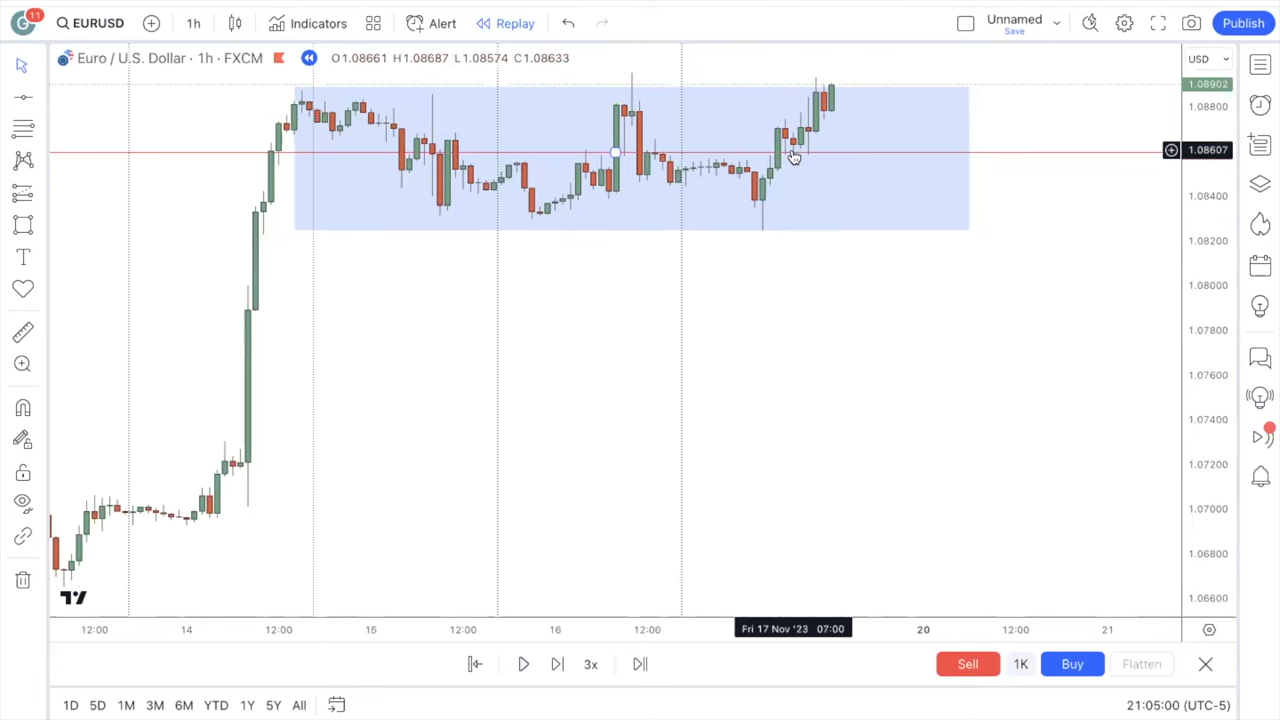 11 EURUSD 1h Indicators Alert Replay Unnamed Save Publish
Euro / U.S. Dollar · 1h · FXCM O1.08661 H1.08687 L1.08574 C1.08633 USD
1.08902
1.08800
1.08607
1.08400
1.08200
1.08000
1.07800
1.07600
1.07400
1.07200
1.07000
1.06800
1.06600
12:00 14 12:00 15 12:00 16 12:00 Fri 17 Nov '23 07:00 20 12:00 21
3x Sell 1K Buy Flatten
1D 5D 1M 3M 6M YTD 1Y 5Y All 21:05:00 (UTC-5)